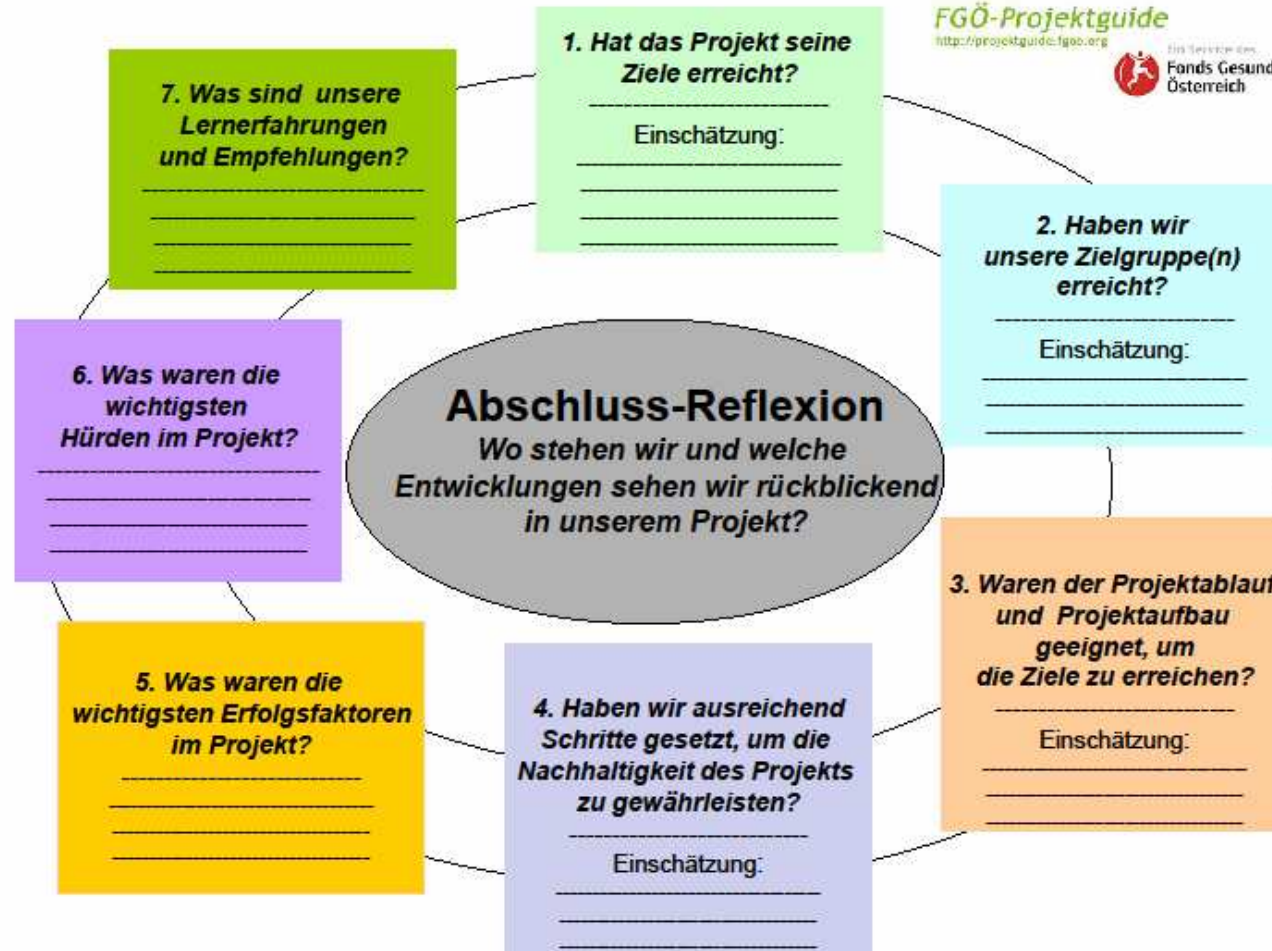 FGÖ-Projektguide
http://projektguide.fgoe.org
Ein Service des
Fonds Gesund
Österreich
1. Hat das Projekt seine
Ziele erreicht?
Einschätzung:
2. Haben wir
unsere Zielgruppe(n)
erreicht?
Einschätzung:
3. Waren der Projektablauf
und Projektaufbau
geeignet, um
die Ziele zu erreichen?
Einschätzung:
4. Haben wir ausreichend
Schritte gesetzt, um die
Nachhaltigkeit des Projekts
zu gewährleisten?
Einschätzung:
5. Was waren die
wichtigsten Erfolgsfaktoren
im Projekt?
6. Was waren die
wichtigsten
Hürden im Projekt?
7. Was sind unsere
Lernerfahrungen
und Empfehlungen?
Abschluss-Reflexion
Wo stehen wir und welche
Entwicklungen sehen wir rückblickend
in unserem Projekt?